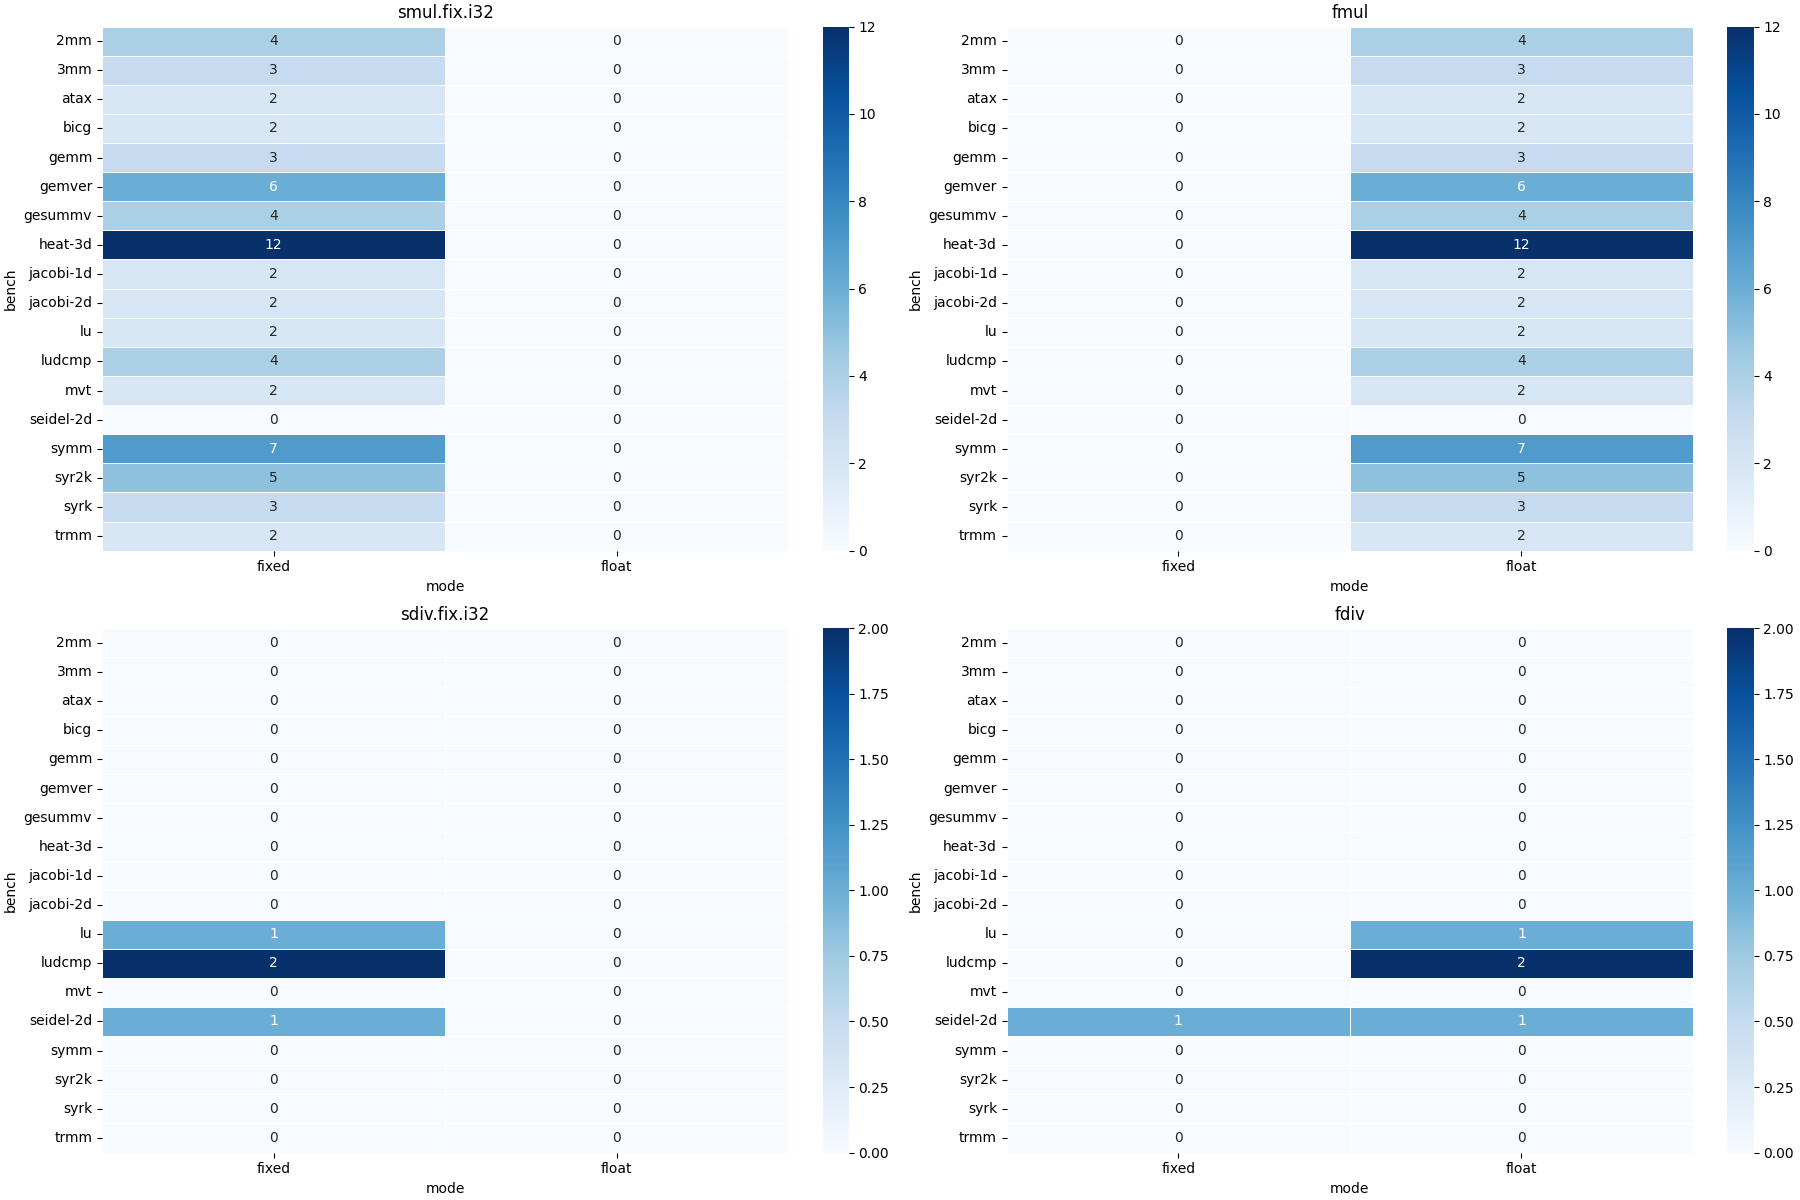 smul.fix.i32
2mm 4 0
3mm 3 0
atax 2 0
bicg 2 0
gemm 3 0
gemver 6 0
gesummv 4 0
heat-3d 12 0
jacobi-1d 2 0
jacobi-2d 2 0
lu 2 0
ludcmp 4 0
mvt 2 0
seidel-2d 0 0
symm 7 0
syr2k 5 0
syrk 3 0
trmm 2 0
bench
fixed float
mode
12
10
8
6
4
2
0
fmul
2mm 0 4
3mm 0 3
atax 0 2
bicg 0 2
gemm 0 3
gemver 0 6
gesummv 0 4
heat-3d 0 12
jacobi-1d 0 2
jacobi-2d 0 2
lu 0 2
ludcmp 0 4
mvt 0 2
seidel-2d 0 0
symm 0 7
syr2k 0 5
syrk 0 3
trmm 0 2
bench
fixed float
mode
12
10
8
6
4
2
0
sdiv.fix.i32
2mm 0 0
3mm 0 0
atax 0 0
bicg 0 0
gemm 0 0
gemver 0 0
gesummv 0 0
heat-3d 0 0
jacobi-1d 0 0
jacobi-2d 0 0
lu 1 0
ludcmp 2 0
mvt 0 0
seidel-2d 1 0
symm 0 0
syr2k 0 0
syrk 0 0
trmm 0 0
bench
fixed float
mode
2.00
1.75
1.50
1.25
1.00
0.75
0.50
0.25
0.00
fdiv
2mm 0 0
3mm 0 0
atax 0 0
bicg 0 0
gemm 0 0
gemver 0 0
gesummv 0 0
heat-3d 0 0
jacobi-1d 0 0
jacobi-2d 0 0
lu 0 1
ludcmp 0 2
mvt 0 0
seidel-2d 1 1
symm 0 0
syr2k 0 0
syrk 0 0
trmm 0 0
bench
fixed float
mode
2.00
1.75
1.50
1.25
1.00
0.75
0.50
0.25
0.00